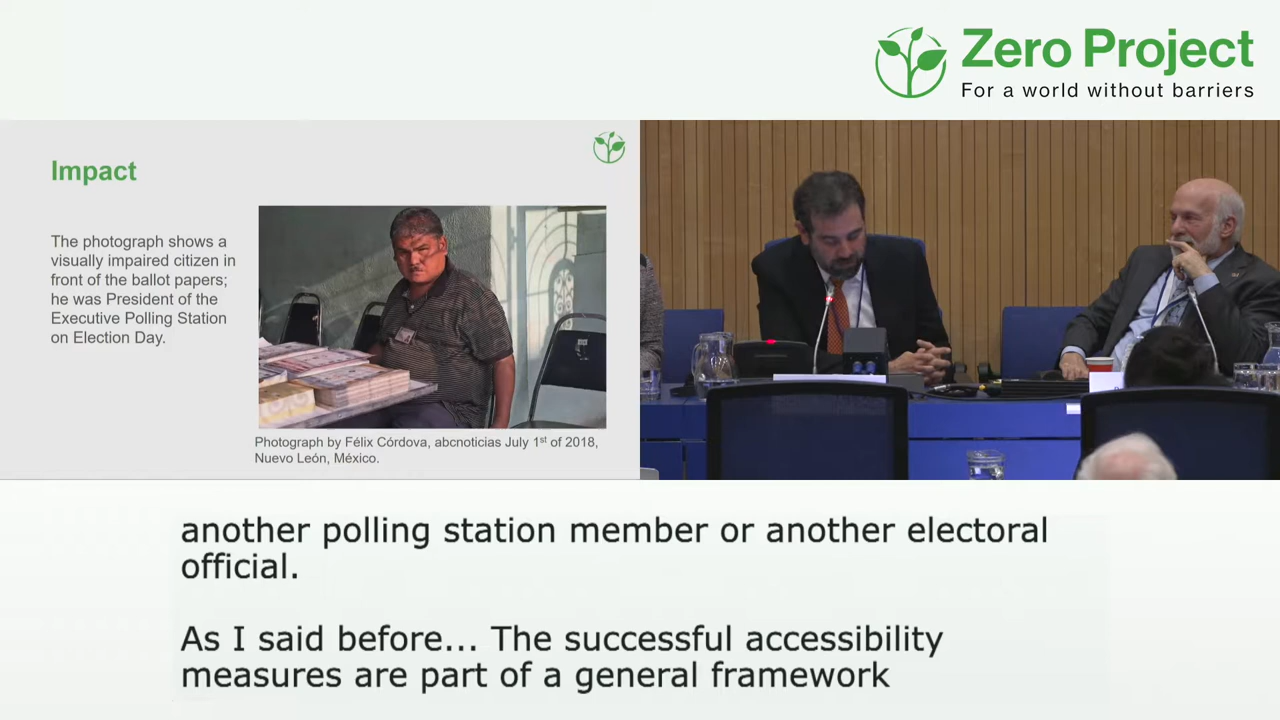 Zero Project
For a world without barriers
Impact
The photograph shows a
visually impaired citizen in
front of the ballot papers;
he was President of the
Executive Polling Station
on Election Day.
Photograph by Félix Córdova, abcnoticias July 1st of 2018,
Nuevo León, México.
another polling station member or another electoral
official.
As I said before... The successful accessibility
measures are part of a general framework